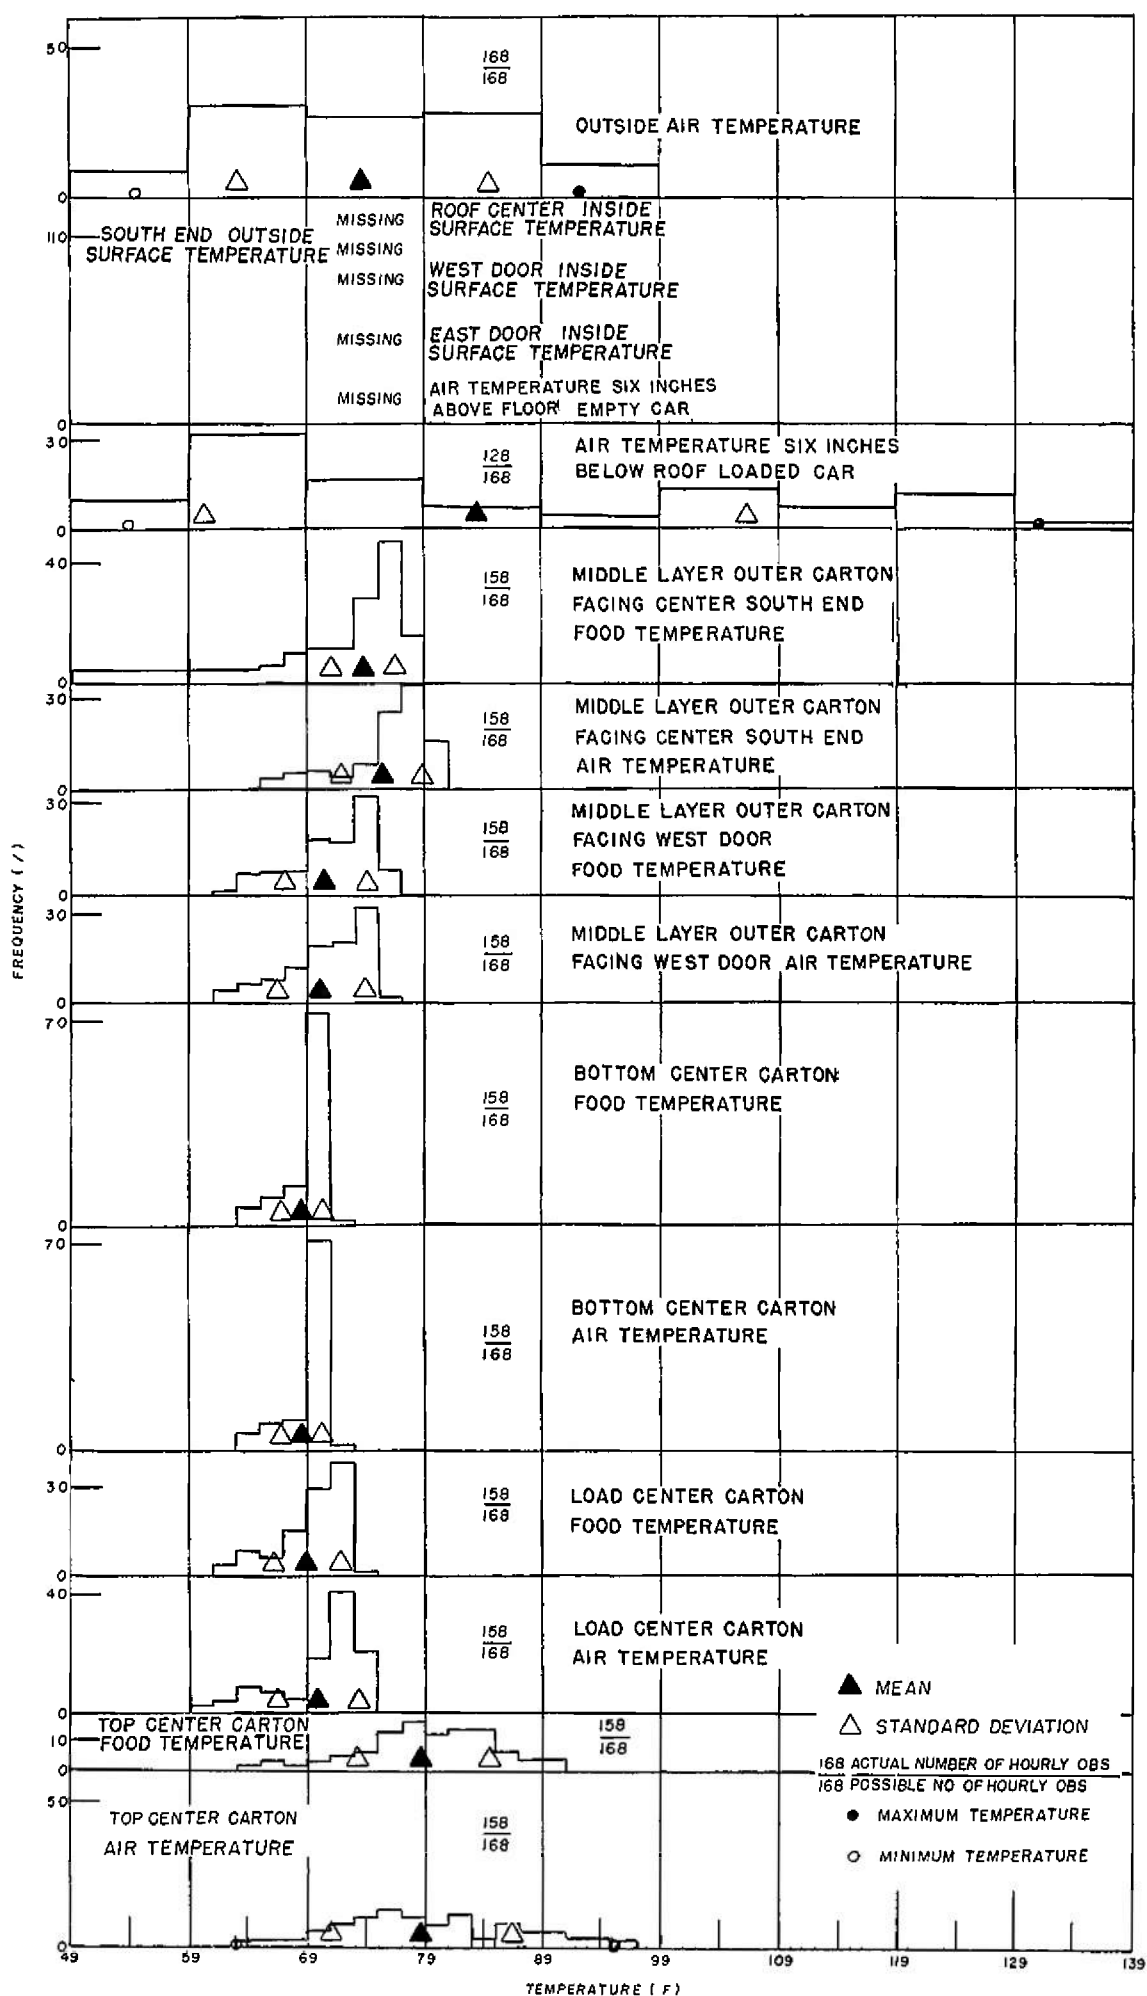 50
168
168
OUTSIDE AIR TEMPERATURE
0
110
SOUTH END OUTSIDE
SURFACE TEMPERATURE
MISSING
ROOF CENTER INSIDE
SURFACE TEMPERATURE
MISSING
MISSING
WEST DOOR INSIDE
SURFACE TEMPERATURE
MISSING
EAST DOOR INSIDE
SURFACE TEMPERATURE
MISSING
AIR TEMPERATURE SIX INCHES
ABOVE FLOOR EMPTY CAR
0
30
128
168
AIR TEMPERATURE SIX INCHES
BELOW ROOF LOADED CAR
0
0
40
158
168
MIDDLE LAYER OUTER CARTON
FACING CENTER SOUTH END
FOOD TEMPERATURE
0
30
158
168
MIDDLE LAYER OUTER CARTON
FACING CENTER SOUTH END
AIR TEMPERATURE
0
30
158
168
MIDDLE LAYER OUTER CARTON
FACING WEST DOOR
FOOD TEMPERATURE
0
FREQUENCY (/)
30
158
168
MIDDLE LAYER OUTER CARTON
FACING WEST DOOR AIR TEMPERATURE
0
70
158
168
BOTTOM CENTER CARTON
FOOD TEMPERATURE
0
70
158
168
BOTTOM CENTER CARTON
AIR TEMPERATURE
0
30
158
168
LOAD CENTER CARTON
FOOD TEMPERATURE
0
40
158
168
LOAD CENTER CARTON
AIR TEMPERATURE
0
TOP CENTER CARTON
FOOD TEMPERATURE
10
158
168
0
50
TOP CENTER CARTON
AIR TEMPERATURE
158
168
0
MEAN
STANDARD DEVIATION
168 ACTUAL NUMBER OF HOURLY OBS
168 POSSIBLE NO OF HOURLY OBS
MAXIMUM TEMPERATURE
MINIMUM TEMPERATURE
49 59 69 79 89 99 109 119 129 139
TEMPERATURE (F)